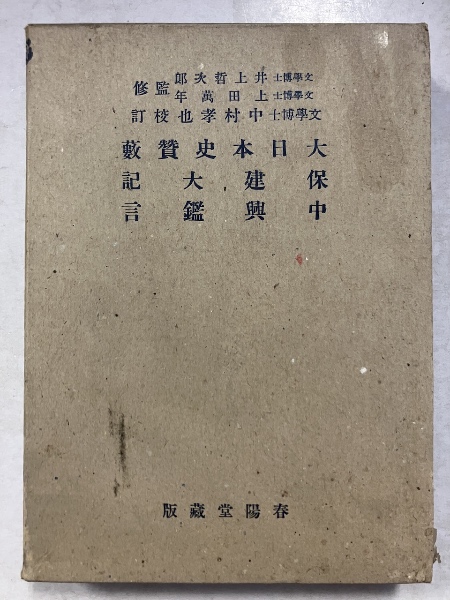 文學博士井上哲次郎
文學博士上田萬年 監修
文學博士中村孝也校訂
大日本史贊藪
保建大記
中興鑑言
春陽堂藏版